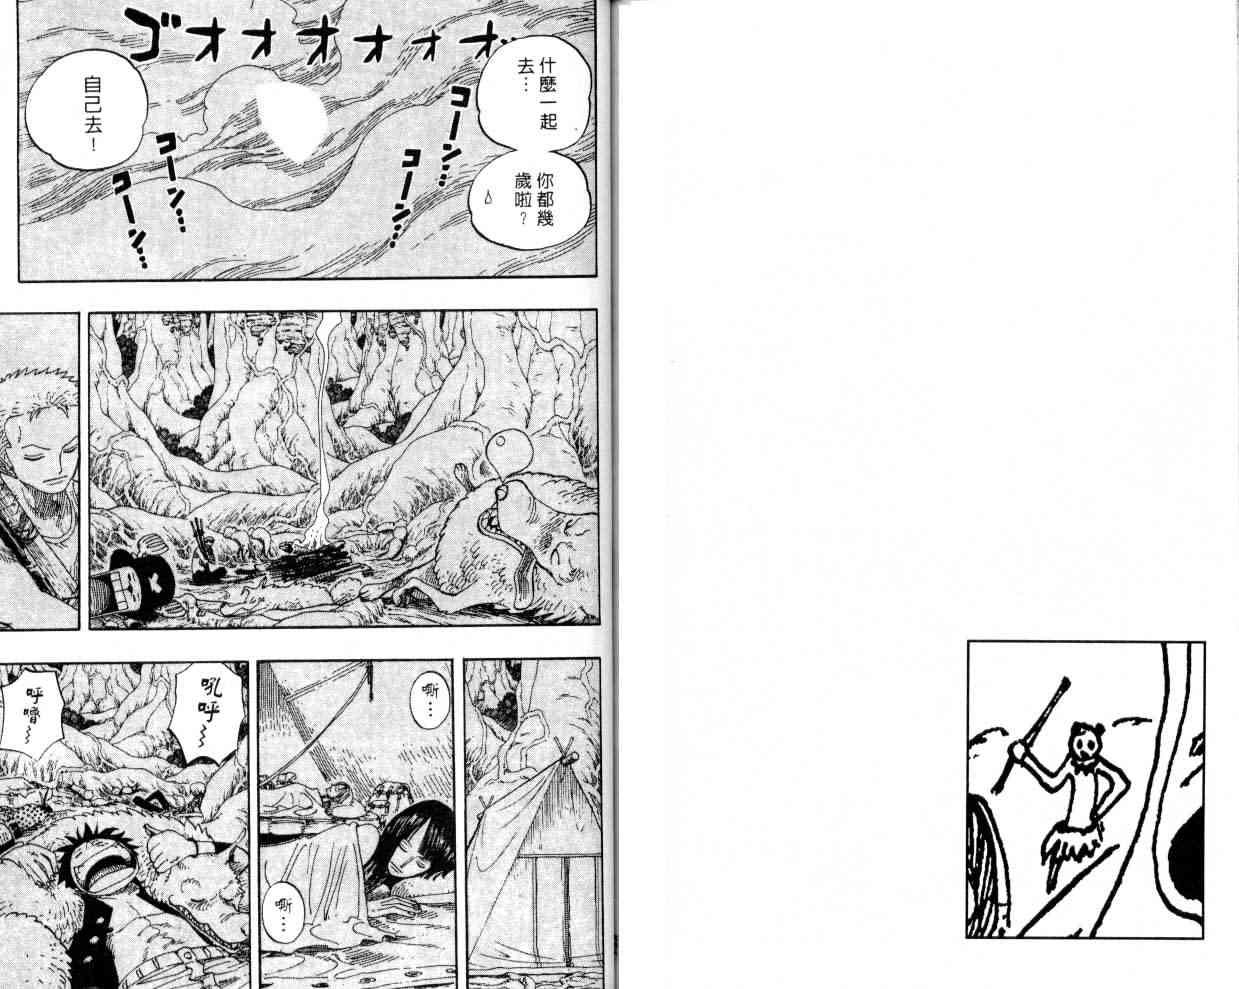 ゴオオオオオオッ
什麼一起
去…
你都幾
歲啦？
自己去！
コーン…
コーン…
コーン…
コーン…
嘶…
嘶…
吼呼～
呼嚕～